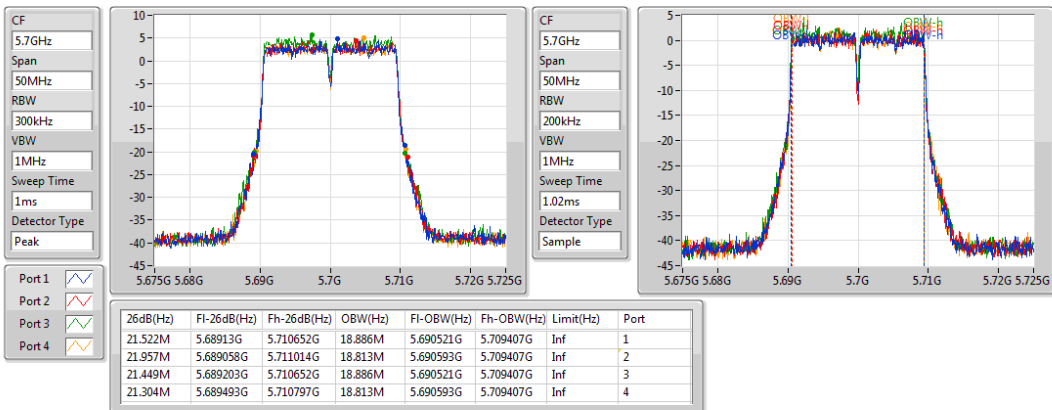 CF
5.7GHz
Span
50MHz
RBW
300kHz
VBW
1MHz
Sweep Time
1ms
Detector Type
Peak
Port 1
Port 2
Port 3
Port 4
10
5
0
-5
-10
-15
-20
-25
-30
-35
-40
-45
5.675G 5.68G 5.69G 5.7G 5.71G 5.72G 5.725G
CF
5.7GHz
Span
50MHz
RBW
200kHz
VBW
1MHz
Sweep Time
1.02ms
Detector Type
Sample
5
0
-5
-10
-15
-20
-25
-30
-35
-40
-45
5.675G 5.68G 5.69G 5.7G 5.71G 5.72G 5.725G
26dB(Hz) Fl-26dB(Hz) Fh-26dB(Hz) OBW(Hz) Fl-OBW(Hz) Fh-OBW(Hz) Limit(Hz) Port
21.522M 5.68913G 5.710652G 18.886M 5.690521G 5.709407G Inf 1
21.957M 5.689058G 5.711014G 18.813M 5.690593G 5.709407G Inf 2
21.449M 5.689203G 5.710652G 18.886M 5.690521G 5.709407G Inf 3
21.304M 5.689493G 5.710797G 18.813M 5.690593G 5.709407G Inf 4